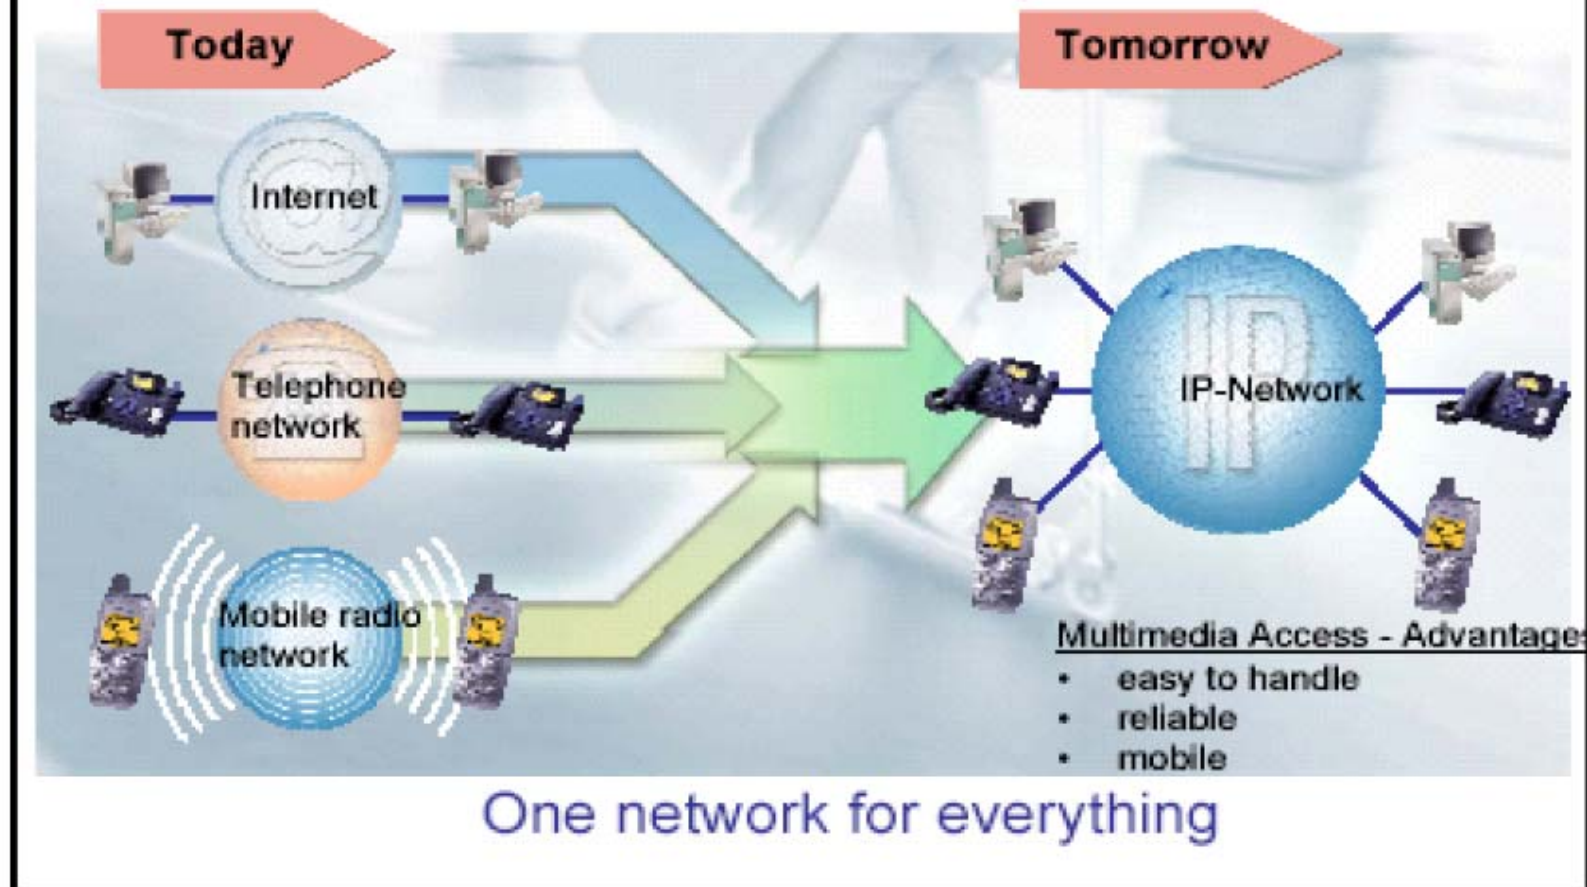 Today
Tomorrow
Internet
Telephone
network
Mobile radio
network
IP
IP-Network
Multimedia Access - Advantages
• easy to handle
• reliable
• mobile
One network for everything